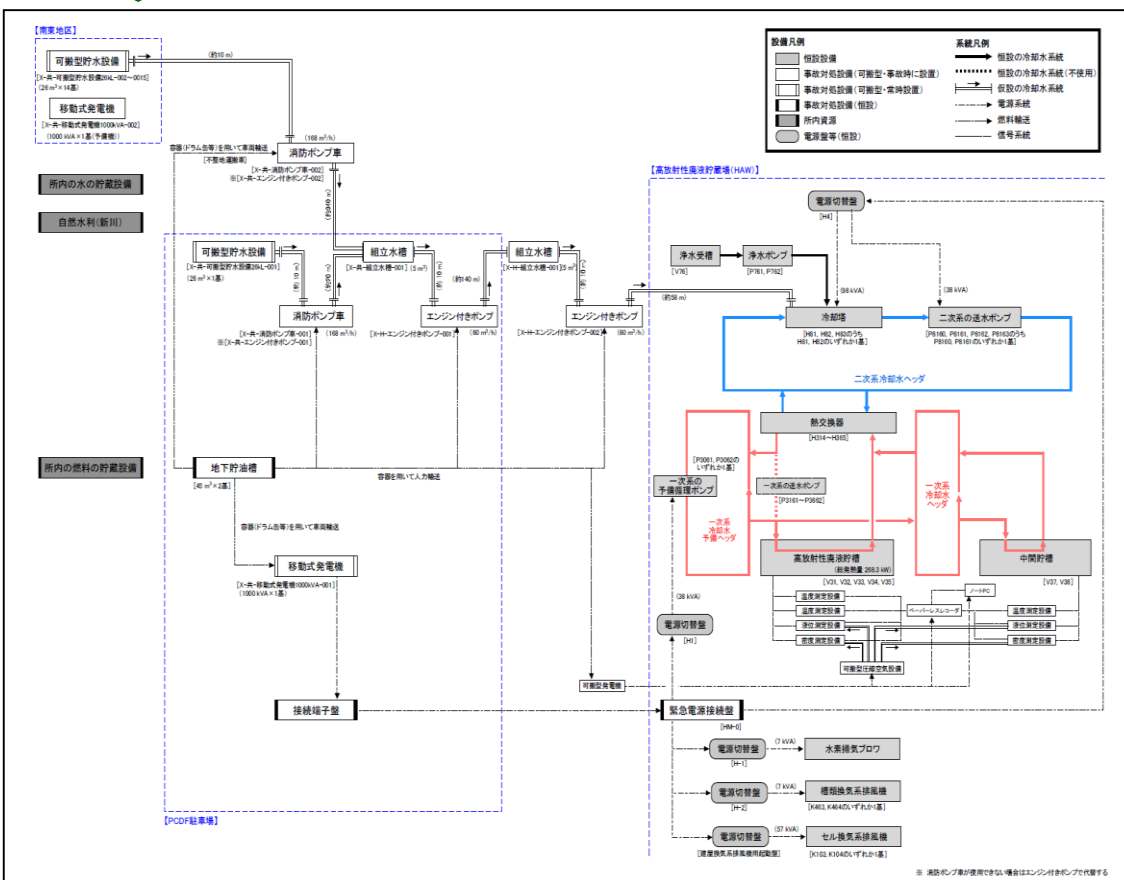 【南東地区】
可搬型貯水設備
[X-共-可搬型貯水設備26kL-002~0015]
(26 m³×14基)
移動式発電機
[X-共-移動式発電機1000kVA-002]
(1000 kVA×1基(予備機))
(約10 m)
容器(ドラム缶等)を用いて車両輸送
[不整地運搬車]
(168 m³/h)
消防ポンプ車
[X-共-消防ポンプ車-002]
※[X-共-エンジン付きポンプ-002]
所内の水の貯蔵設備
自然水利(新川)
所内の燃料の貯蔵設備
可搬型貯水設備
[X-共-可搬型貯水設備26kL-001]
(26 m³×1基)
(約10 m)
消防ポンプ車
[X-共-消防ポンプ車-001]
※[X-共-エンジン付きポンプ-001]
(168 m³/h)
組立水槽
[X-共-組立水槽-001]
(5 m³)
(約10 m)
エンジン付きポンプ
[X-H-エンジン付きポンプ-001]
(60 m³/h)
(約140 m)
組立水槽
[X-H-組立水槽-001](5 m³)
(約10 m)
エンジン付きポンプ
[X-H-エンジン付きポンプ-002]
(60 m³/h)
(約58 m)
地下貯油槽
[45 m³×2基]
容器を用いて人力輸送
容器(ドラム缶等)を用いて車両輸送
移動式発電機
[X-共-移動式発電機1000kVA-001]
(1000 kVA×1基)
接続端子盤
【PCDF駐車場】
設備凡例
恒設設備
事故対処設備(可搬型・事故時に設置)
事故対処設備(可搬型・常時設置)
事故対処設備(恒設)
所内資源
電源盤等(恒設)
系統凡例
恒設の冷却水系統
恒設の冷却水系統(不使用)
仮設の冷却水系統
電源系統
燃料輸送
信号系統
【高放射性廃液貯蔵場(HAW)】
電源切替盤
[H4]
浄水受槽
[V76]
浄水ポンプ
[P761, P762]
(98 kVA)
(38 kVA)
冷却塔
[H81, H82, H83のうち
H81, H82のいずれか1基]
二次系の送水ポンプ
[P8160, P8161, P8162, P8163のうち
P8160, P8161のいずれか1基]
二次系冷却水ヘッダ
熱交換器
[H314~H365]
[P3061, P3062の
いずれか1基]
一次系の
予備循環ポンプ
一次系の送水ポンプ
[P3161~P3662]
一次系
冷却水
予備ヘッダ
一次系
冷却水
ヘッダ
高放射性廃液貯槽
(総発熱量 268.3 kW)
[V31, V32, V33, V34, V35]
中間貯槽
[V37, V38]
温度測定設備
温度測定設備
液位測定設備
密度測定設備
ノートPC
ペーパーレスレコーダ
温度測定設備
液位測定設備
密度測定設備
可搬型圧縮空気設備
(38 kVA)
電源切替盤
[H1]
可搬型発電機
緊急電源接続盤
[HM-0]
電源切替盤
[H-1]
(7 kVA)
水素掃気ブロワ
電源切替盤
[H-2]
(7 kVA)
槽類換気系排風機
[K463, K464のいずれか1基]
電源切替盤
[建屋換気系排風機用起動盤]
(57 kVA)
セル換気系排風機
[K103, K104のいずれか1基]
※ 消防ポンプ車が使用できない場合はエンジン付きポンプで代替する